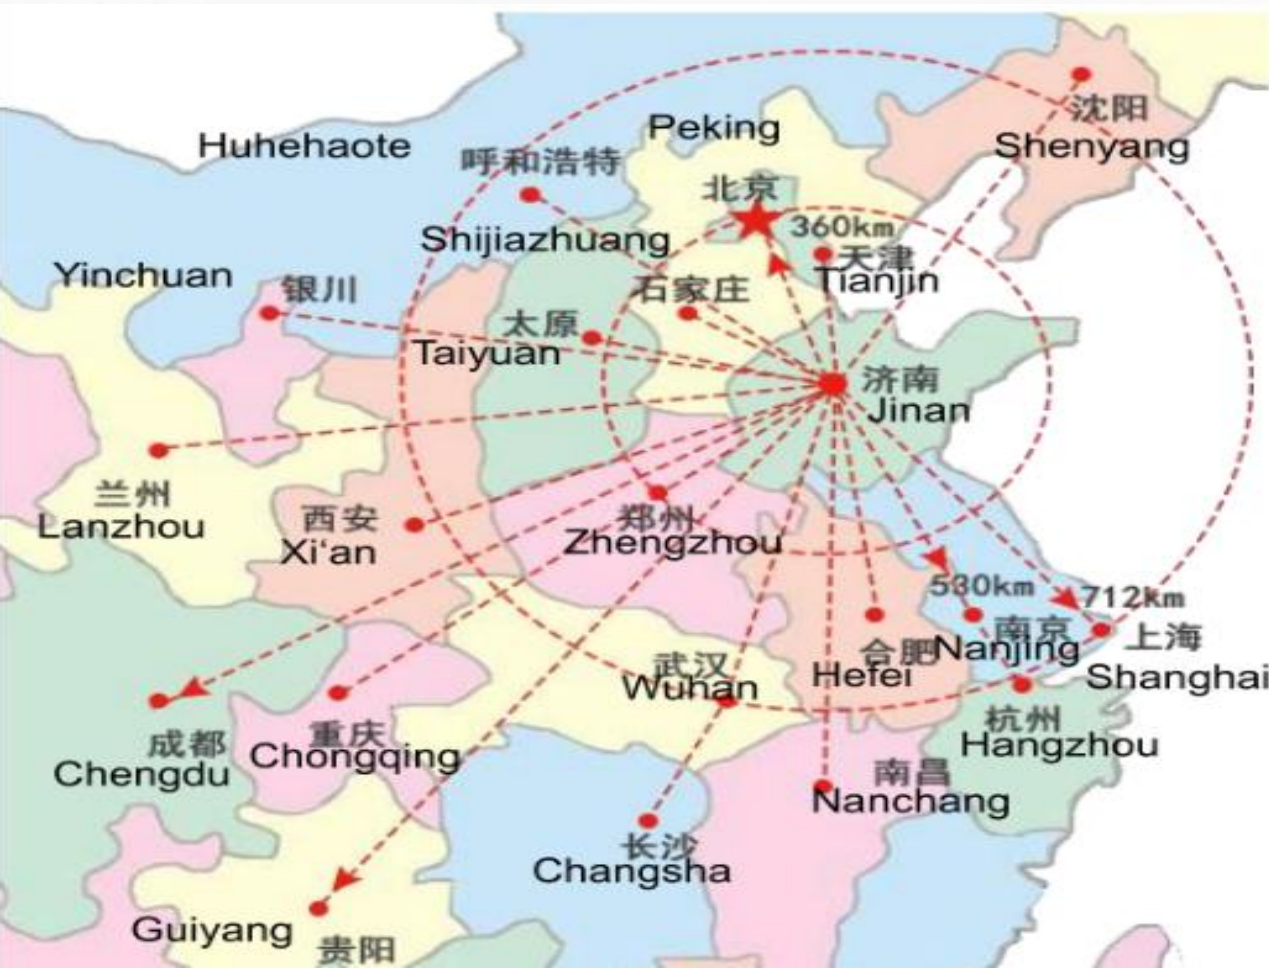 沈阳
Shenyang
Peking
Huhehaote
呼和浩特
北京
360km
Shijiazhuang
天津
Tianjin
Yinchuan
银川
石家庄
太原
Taiyuan
济南
Jinan
兰州
Lanzhou
西安
Xi‘an
郑州
Zhengzhou
530km
712km
南京
Nanjing
上海
Shanghai
合肥
Hefei
武汉
Wuhan
杭州
Hangzhou
重庆
Chongqing
成都
Chengdu
南昌
Nanchang
长沙
Changsha
Guiyang
贵阳